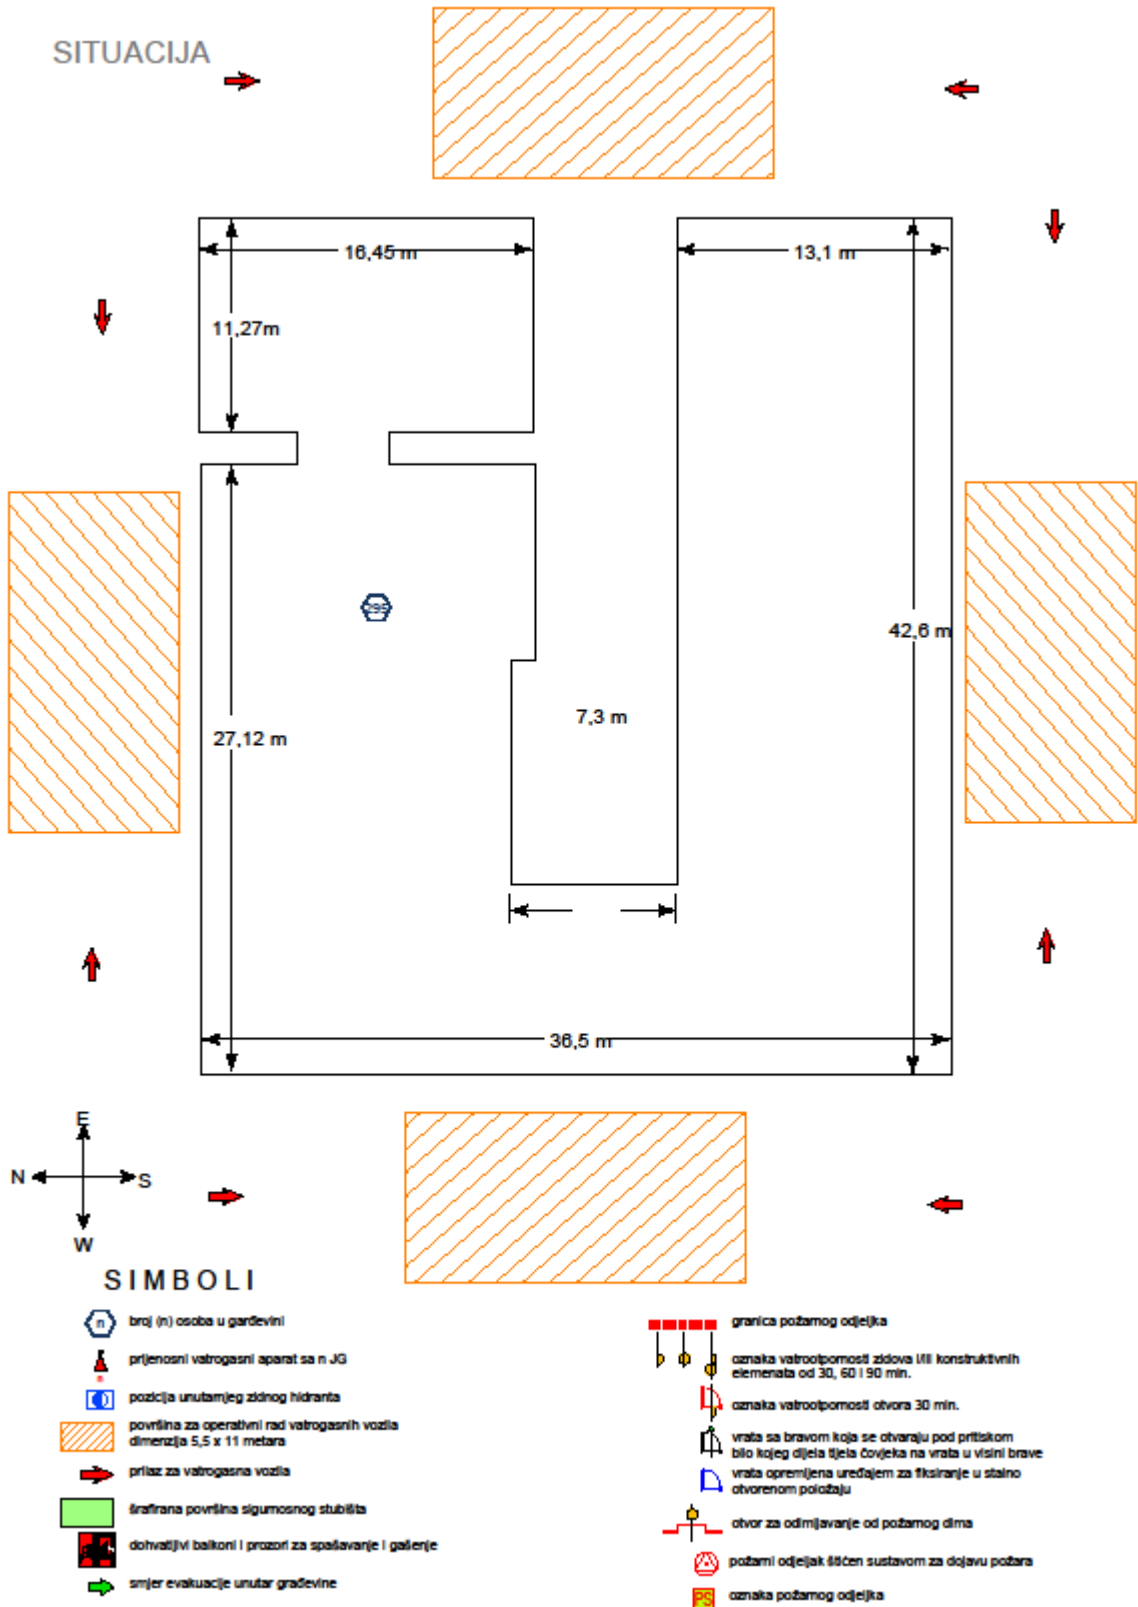 SITUACIJA
16,45 m
13,1 m
11,27m
295
42,6 m
7,3 m
27,12 m
36,5 m
E
N
S
W
SIMBOLI
n
broj (n) osoba u garđevini
prijenosni vatrogasni aparat sa n JG
n
pozicija unutarnjeg zidnog hidranta
površina za operativni rad vatrogasnih vozila
dimenzija 5,5 x 11 metara
prilaz za vatrogasna vozila
šrafirana površina sigurnosnog stubišta
dohvatljivi balkoni i prozori za spašavanje i gašenje
smjer evakuacije unutar građevine
granica požarnog odjeljka
oznaka vatrootpornosti zidova i/ili konstruktivnih
elemenata od 30, 60 i 90 min.
oznaka vatrootpornosti otvora 30 min.
vrata sa bravom koja se otvaraju pod pritiskom
bilo kojeg dijela tijela čovjeka na vrata u visini brave
vrata opremljena uređajem za fiksiranje u stalno
otvorenom položaju
otvor za odimljavanje od požarnog dima
požarni odjeljak štićen sustavom za dojavu požara
PS
oznaka požarnog odjeljka